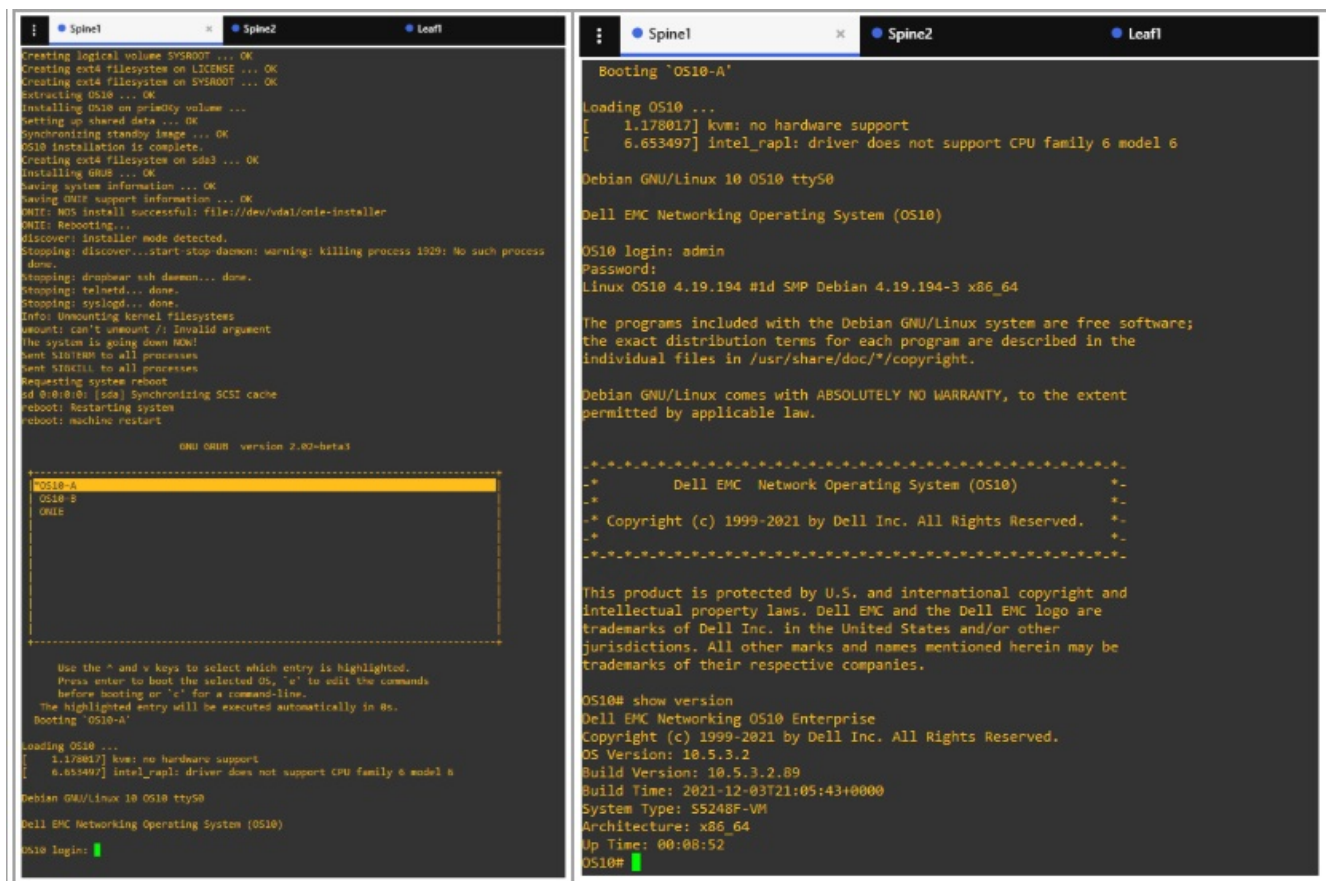 Spine1 × Spine2 Leaf1
Creating logical volume SYSROOT ... OK
Creating ext4 filesystem on LICENSE ... OK
Creating ext4 filesystem on SYSROOT ... OK
Extracting OS10 ... OK
Installing OS10 on primORy volume ...
Setting up shared data ... OK
Synchronizing standby image ... OK
OS10 installation is complete.
Creating ext4 filesystem on sda3 ... OK
Installing GRUB ... OK
Saving system information ... OK
Saving ONIE support information ... OK
ONIE: NOS install successful: file://dev/vda1/onie-installer
ONIE: Rebooting...
discover: installer mode detected.
Stopping: discover...start-stop-daemon: warning: killing process 1929: No such process
done.
Stopping: dropbear ssh daemon... done.
Stopping: telnetd... done.
Stopping: syslogd... done.
Info: Unmounting kernel filesystems
umount: can't unmount /: Invalid argument
The system is going down NOW!
Sent SIGTERM to all processes
Sent SIGKILL to all processes
Requesting system reboot
sd 0:0:0:0: [sda] Synchronizing SCSI cache
reboot: Restarting system
reboot: machine restart
GNU GRUB version 2.02~beta3
+----------------------------------------------------------------------------+
*OS10-A
OS10-B
ONIE
+----------------------------------------------------------------------------+
Use the ^ and v keys to select which entry is highlighted.
Press enter to boot the selected OS, `e' to edit the commands
before booting or `c' for a command-line.
The highlighted entry will be executed automatically in 0s.
Booting `OS10-A'
Loading OS10 ...
[ 1.178017] kvm: no hardware support
[ 6.653497] intel_rapl: driver does not support CPU family 6 model 6
Debian GNU/Linux 10 OS10 ttyS0
Dell EMC Networking Operating System (OS10)
OS10 login:
Spine1 × Spine2 Leaf1
Booting `OS10-A'
Loading OS10 ...
[ 1.178017] kvm: no hardware support
[ 6.653497] intel_rapl: driver does not support CPU family 6 model 6
Debian GNU/Linux 10 OS10 ttyS0
Dell EMC Networking Operating System (OS10)
OS10 login: admin
Password:
Linux OS10 4.19.194 #1d SMP Debian 4.19.194-3 x86_64
The programs included with the Debian GNU/Linux system are free software;
the exact distribution terms for each program are described in the
individual files in /usr/share/doc/*/copyright.
Debian GNU/Linux comes with ABSOLUTELY NO WARRANTY, to the extent
permitted by applicable law.
-*-*-*-*-*-*-*-*-*-*-*-*-*-*-*-*-*-*-*-*-*-*-*-*-*-*-*-*-*-*-*-*-
-* Dell EMC Network Operating System (OS10) *-
-* *-
-* Copyright (c) 1999-2021 by Dell Inc. All Rights Reserved. *-
-* *-
-*-*-*-*-*-*-*-*-*-*-*-*-*-*-*-*-*-*-*-*-*-*-*-*-*-*-*-*-*-*-*-*-
This product is protected by U.S. and international copyright and
intellectual property laws. Dell EMC and the Dell EMC logo are
trademarks of Dell Inc. in the United States and/or other
jurisdictions. All other marks and names mentioned herein may be
trademarks of their respective companies.
OS10# show version
Dell EMC Networking OS10 Enterprise
Copyright (c) 1999-2021 by Dell Inc. All Rights Reserved.
OS Version: 10.5.3.2
Build Version: 10.5.3.2.89
Build Time: 2021-12-03T21:05:43+0000
System Type: S5248F-VM
Architecture: x86_64
Up Time: 00:08:52
OS10#